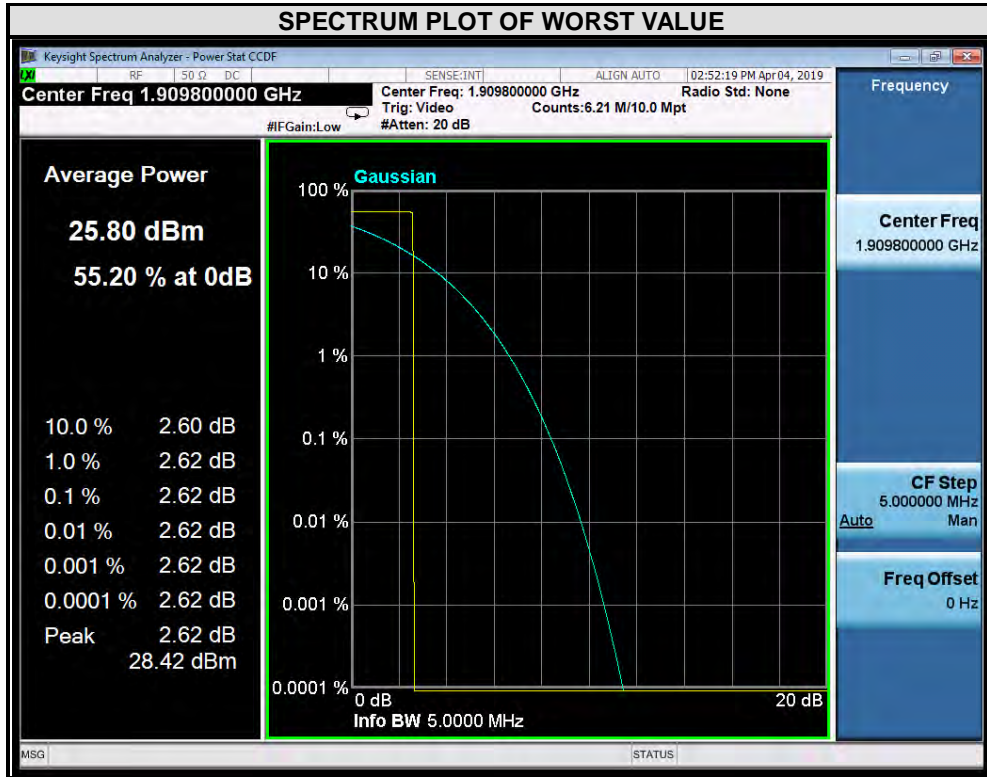 SPECTRUM PLOT OF WORST VALUE
Keysight Spectrum Analyzer - Power Stat CCDF
LXI RF 50 Ω DC SENSE:INT ALIGN AUTO 02:52:19 PM Apr 04, 2019
Center Freq 1.909800000 GHz
Center Freq: 1.909800000 GHz Radio Std: None
Trig: Video Counts:6.21 M/10.0 Mpt
#IFGain:Low #Atten: 20 dB
Frequency
Average Power
25.80 dBm
55.20 % at 0dB
10.0 % 2.60 dB
1.0 % 2.62 dB
0.1 % 2.62 dB
0.01 % 2.62 dB
0.001 % 2.62 dB
0.0001 % 2.62 dB
Peak 2.62 dB
28.42 dBm
Gaussian
100 %
10 %
1 %
0.1 %
0.01 %
0.001 %
0.0001 %
0 dB 20 dB
Info BW 5.0000 MHz
Center Freq
1.909800000 GHz
CF Step
5.000000 MHz
Auto Man
Freq Offset
0 Hz
MSG STATUS